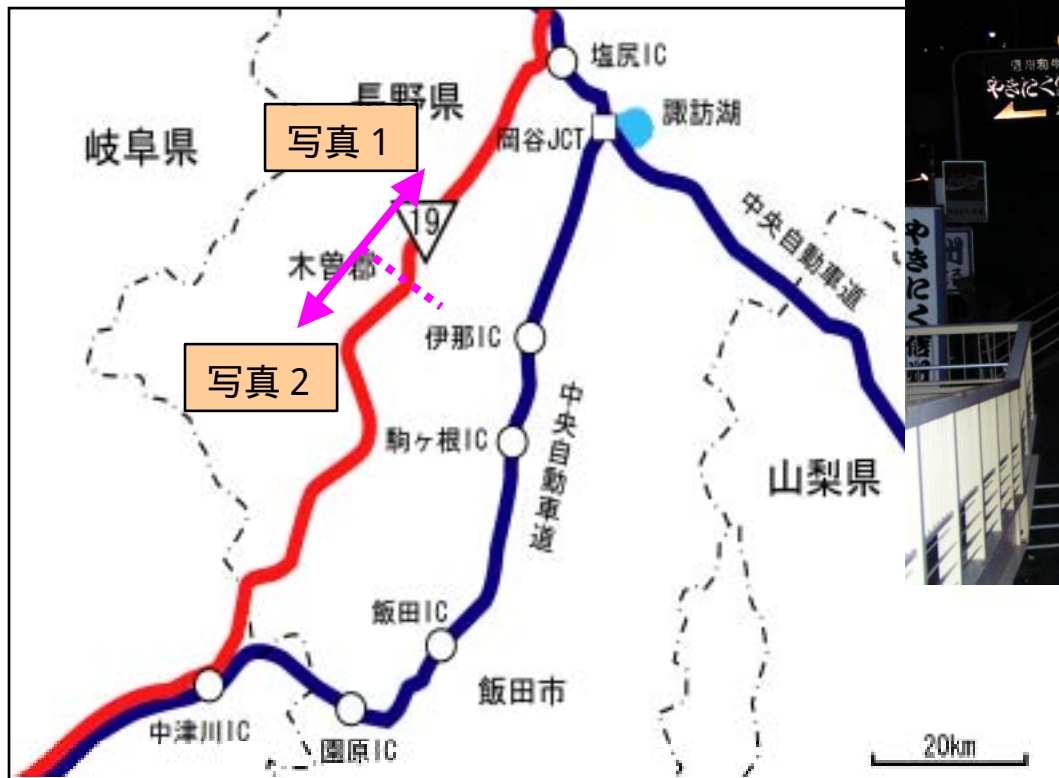 塩尻IC
長野県
諏訪湖
写真１
岡谷JCT
岐阜県
19
中央自動車道
木曽郡
伊那IC
写真２
駒ヶ根IC
中央自動車道
山梨県
飯田IC
飯田市
中津川IC
園原IC
20km
やきにく
やきにく